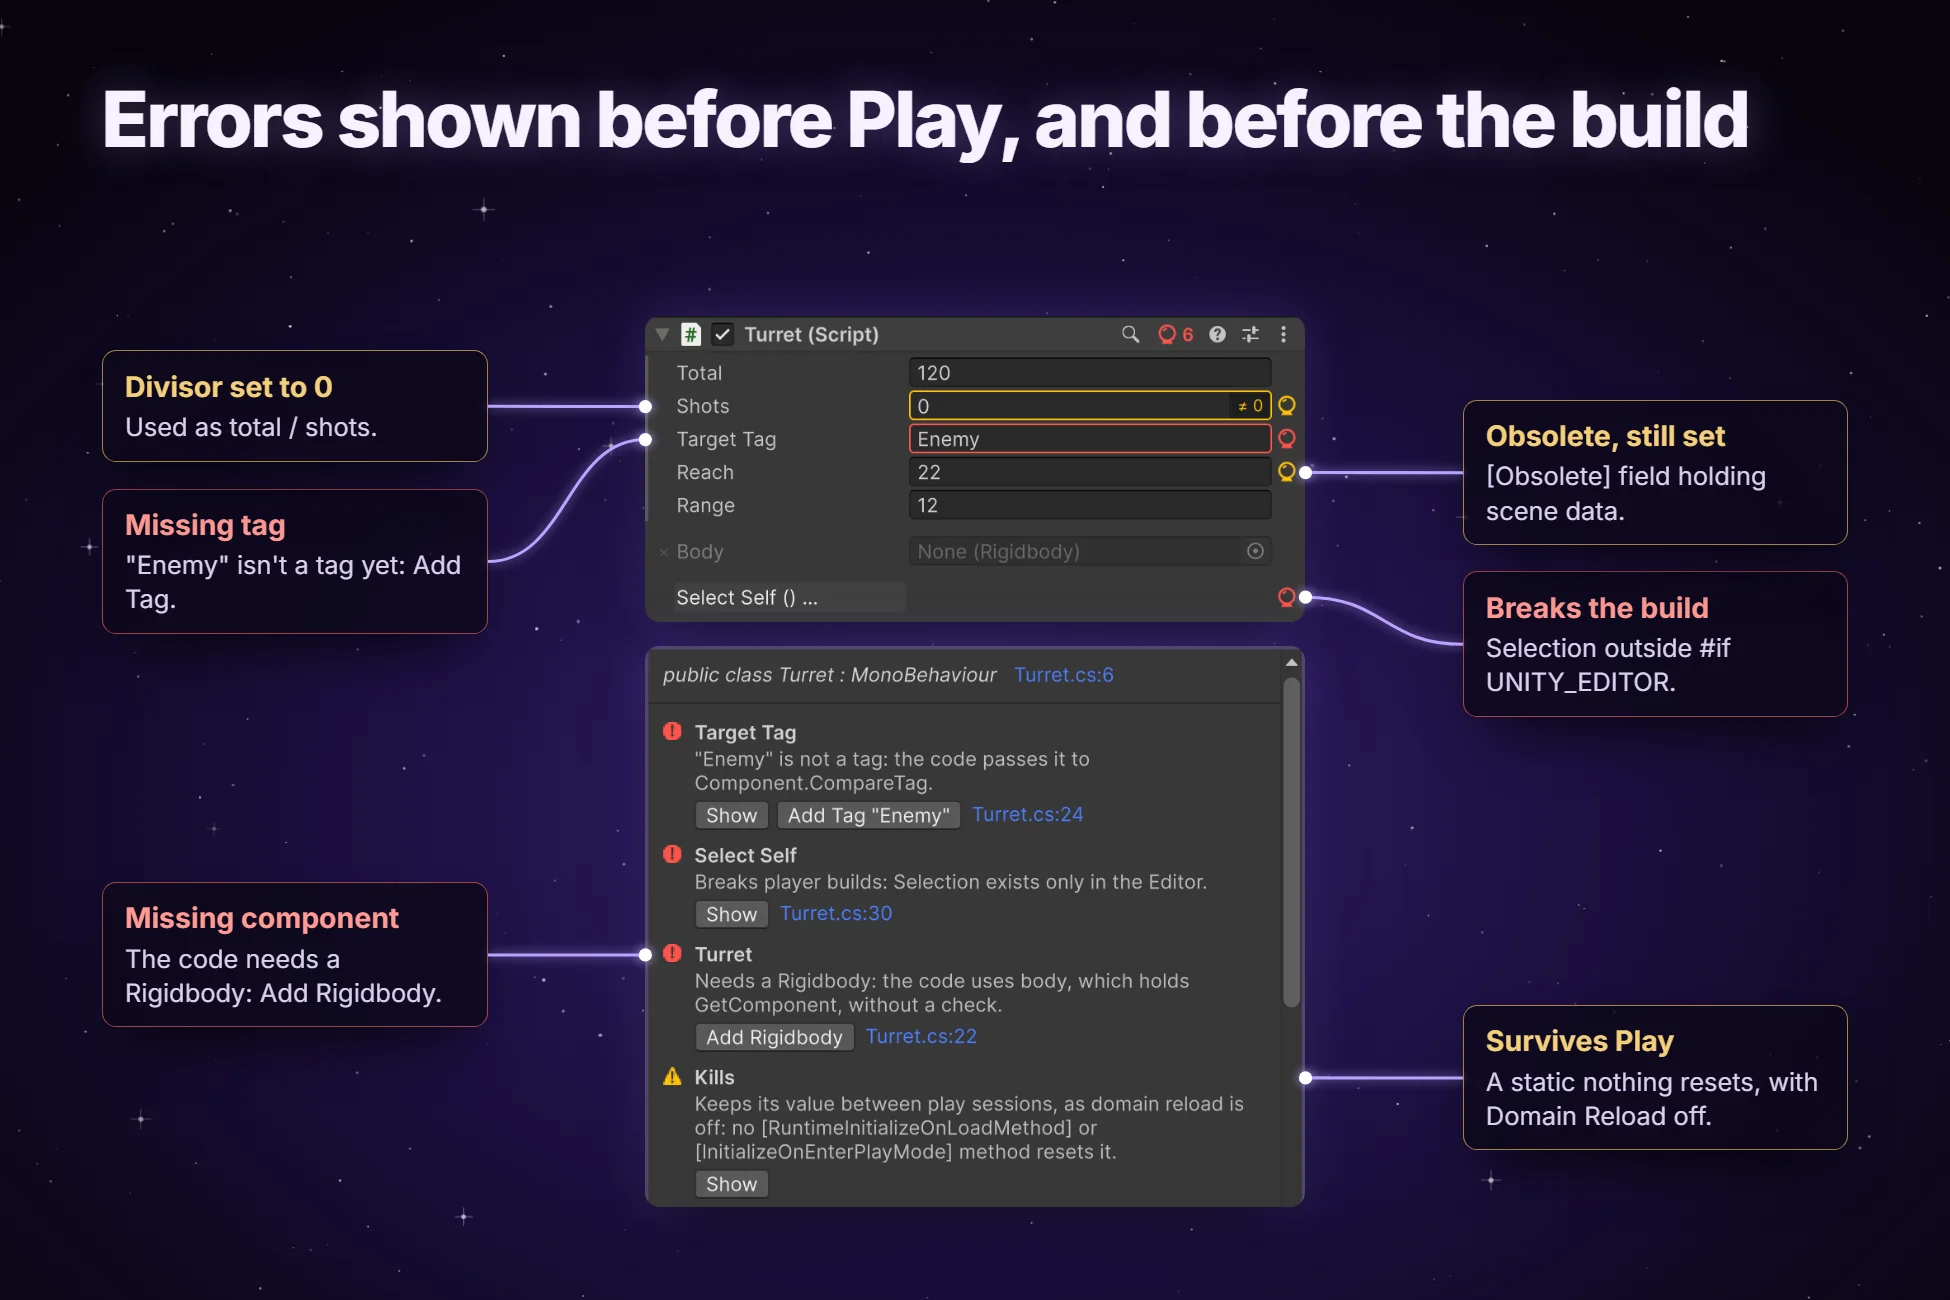 Errors shown before Play, and before the build
Divisor set to 0
Used as total / shots.
Missing tag
"Enemy" isn't a tag yet: Add
Tag.
Missing component
The code needs a
Rigidbody: Add Rigidbody.
# Turret (Script) 6 ?
Total 120
Shots 0 ≠ 0
Target Tag Enemy
Reach 22
Range 12
× Body None (Rigidbody)
Select Self () ...
public class Turret : MonoBehaviour Turret.cs:6
Target Tag
"Enemy" is not a tag: the code passes it to
Component.CompareTag.
Show Add Tag "Enemy" Turret.cs:24
Select Self
Breaks player builds: Selection exists only in the Editor.
Show Turret.cs:30
Turret
Needs a Rigidbody: the code uses body, which holds
GetComponent, without a check.
Add Rigidbody Turret.cs:22
Kills
Keeps its value between play sessions, as domain reload is
off: no [RuntimeInitializeOnLoadMethod] or
[InitializeOnEnterPlayMode] method resets it.
Show
Obsolete, still set
[Obsolete] field holding
scene data.
Breaks the build
Selection outside #if
UNITY_EDITOR.
Survives Play
A static nothing resets, with
Domain Reload off.